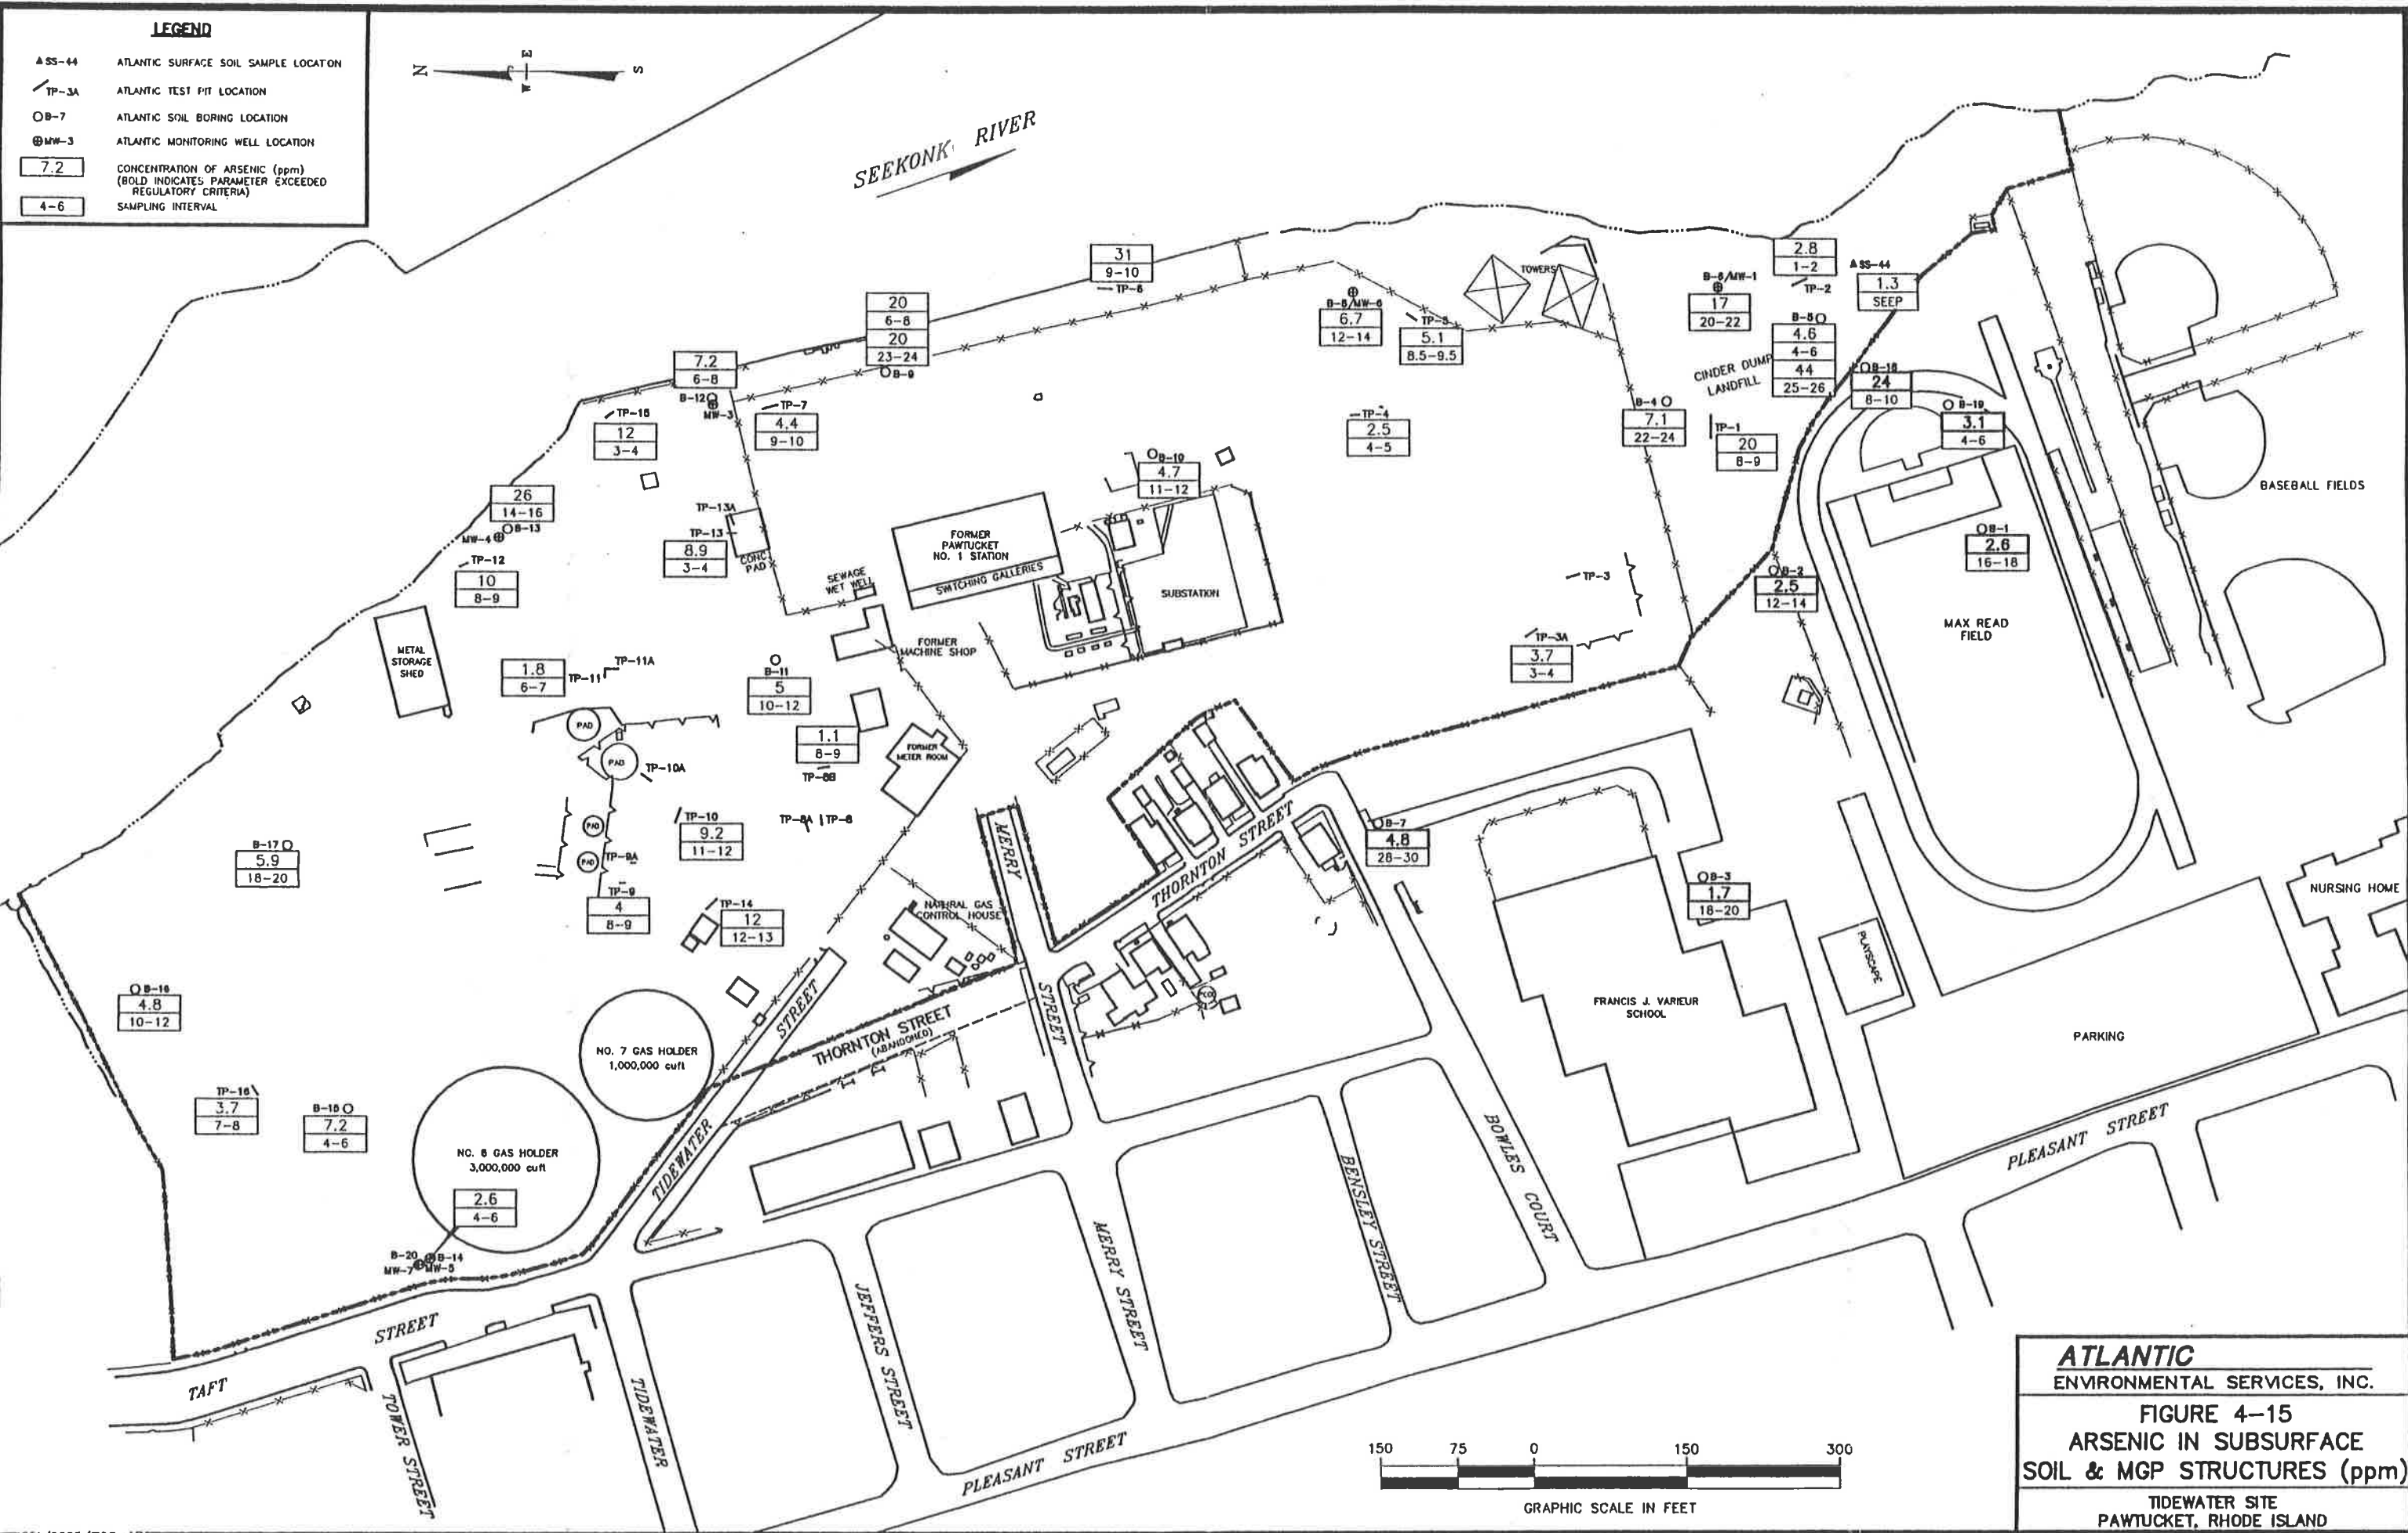 LEGEND
▲SS-44 ATLANTIC SURFACE SOIL SAMPLE LOCATON
TP-3A ATLANTIC TEST PIT LOCATION
B-7 ATLANTIC SOIL BORING LOCATION
⊕MW-3 ATLANTIC MONITORING WELL LOCATION
7.2 CONCENTRATION OF ARSENIC (ppm)
(BOLD INDICATES PARAMETER EXCEEDED
REGULATORY CRITERIA)
4-6 SAMPLING INTERVAL
N E W S
SEEKONK RIVER
31
9-10
TP-6
20
6-8
20
23-24
B-9
7.2
6-8
B-12
MW-3
TP-7
4.4
9-10
TP-16
12
3-4
26
14-16
B-13
MW-4
TP-12
10
8-9
TP-13A
TP-13
8.9
3-4
CONC.
PAD
SEWAGE
WET WELL
FORMER
PAWTUCKET
NO. 1 STATION
SWITCHING GALLERIES
FORMER
MACHINE SHOP
SUBSTATION
B-10
4.7
11-12
TOWERS
B-6/MW-6
6.7
12-14
TP-5
5.1
8.5-9.5
TP-4
2.5
4-5
B-6/MW-1
17
20-22
2.8
1-2
TP-2
▲SS-44
1.3
SEEP
B-5
4.6
4-6
44
25-26
CINDER DUMP
LANDFILL
B-18
24
8-10
B-19
3.1
4-6
B-4
7.1
22-24
TP-1
20
8-9
BASEBALL FIELDS
B-1
2.6
16-18
MAX READ
FIELD
B-2
2.5
12-14
TP-3
TP-3A
3.7
3-4
METAL
STORAGE
SHED
1.8
6-7
TP-11
TP-11A
B-11
5
10-12
1.1
8-9
TP-8B
FORMER
METER ROOM
PAD
PAD
TP-10A
TP-10
9.2
11-12
TP-8A
TP-8
PAD
PAD
TP-9A
TP-9
4
8-9
TP-14
12
12-13
NATURAL GAS
CONTROL HOUSE
B-17
5.9
18-20
B-16
4.8
10-12
TP-16
3.7
7-8
B-15
7.2
4-6
NO. 7 GAS HOLDER
1,000,000 cuft
NO. 6 GAS HOLDER
3,000,000 cuft
2.6
4-6
B-20
B-14
MW-7
MW-5
MERRY
STREET
THORNTON STREET
THORNTON STREET
(ABANDONED)
TIDEWATER
STREET
POOL
B-7
4.8
28-30
B-3
1.7
18-20
FRANCIS J. VARIEUR
SCHOOL
PLAYSCAPE
NURSING HOME
PARKING
PLEASANT STREET
BOWLES COURT
BENSLEY STREET
MERRY STREET
JEFFERS STREET
TIDEWATER
TOWER STREET
TAFT
STREET
PLEASANT STREET
150 75 0 150 300
GRAPHIC SCALE IN FEET
ATLANTIC
ENVIRONMENTAL SERVICES, INC.
FIGURE 4-15
ARSENIC IN SUBSURFACE
SOIL & MGP STRUCTURES (ppm)
TIDEWATER SITE
PAWTUCKET, RHODE ISLAND